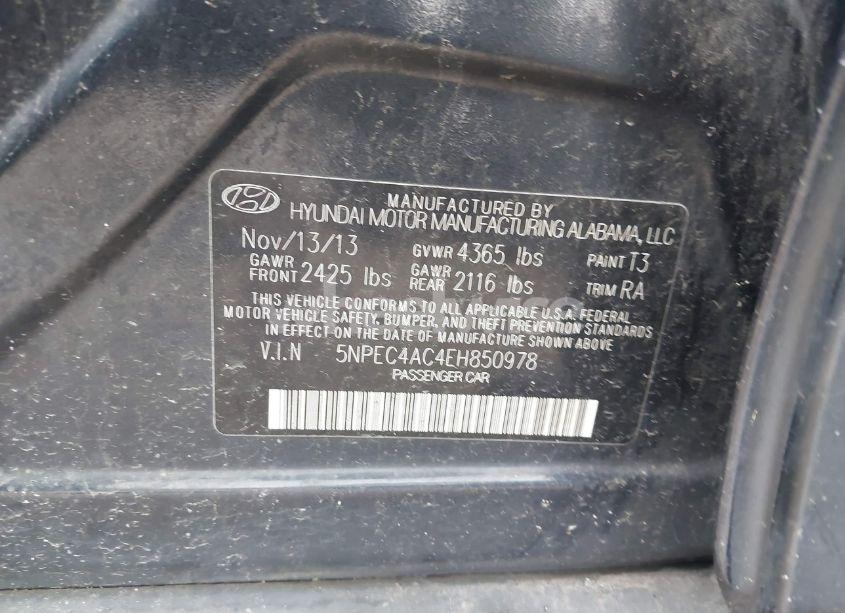 MANUFACTURED BY
HYUNDAI MOTOR MANUFACTURING ALABAMA, LLC
Nov/13/13 GVWR 4365 lbs PAINT T3
GAWR FRONT 2425 lbs GAWR REAR 2116 lbs TRIM RA
THIS VEHICLE CONFORMS TO ALL APPLICABLE U.S.A. FEDERAL
MOTOR VEHICLE SAFETY, BUMPER, AND THEFT PREVENTION STANDARDS
IN EFFECT ON THE DATE OF MANUFACTURE SHOWN ABOVE
V.I.N 5NPEC4AC4EH850978
PASSENGER CAR